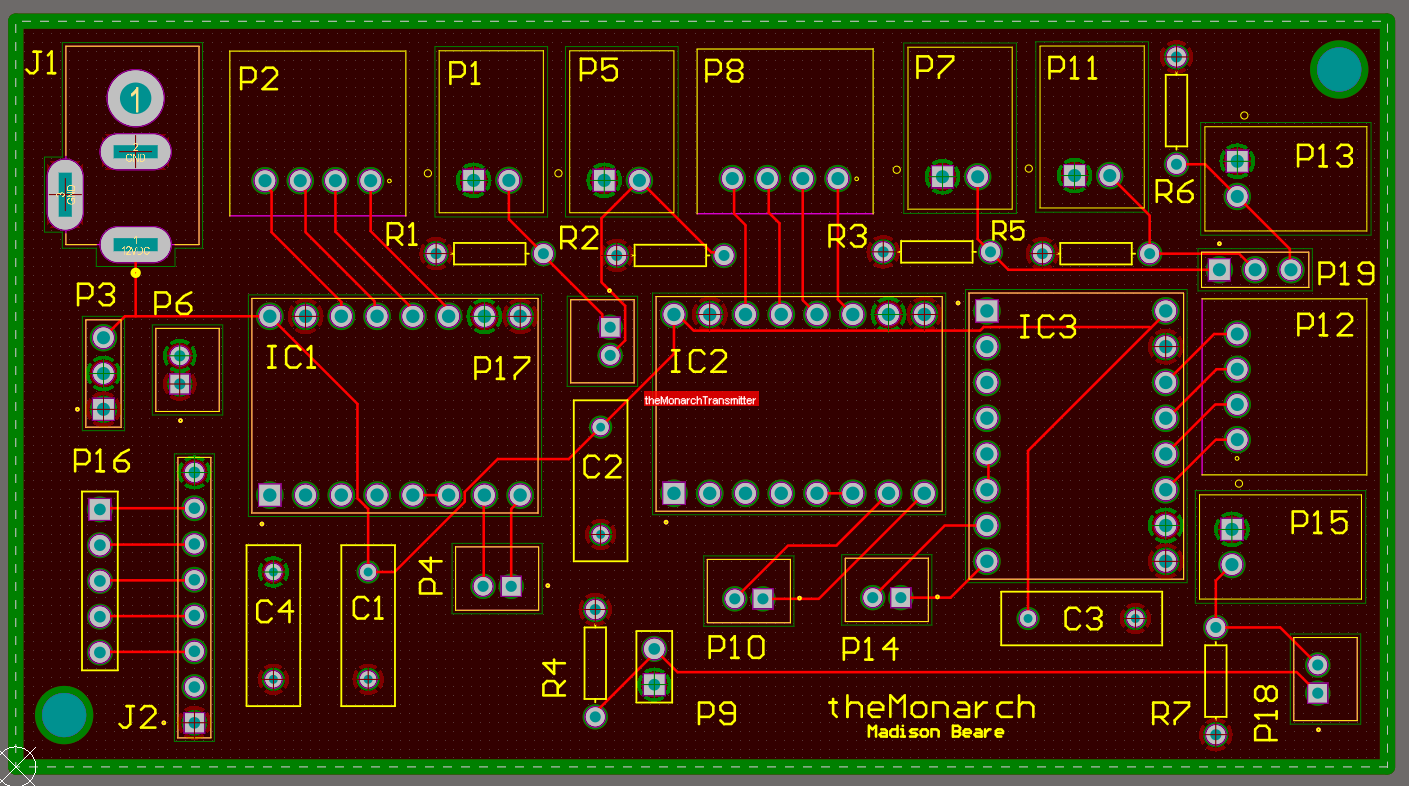 J1
P2
P1
P5
P8
P7
P11
1
2
GND
3
GND
1
12VDC
P13
R6
R1
R2
R3
R5
P19
P3
P6
IC1
P17
IC2
IC3
P12
theMonarchTransmitter
P16
C2
P15
P4
C4
C1
C3
P10
P14
R4
P9
J2
theMonarch
Madison Beare
R7
P18